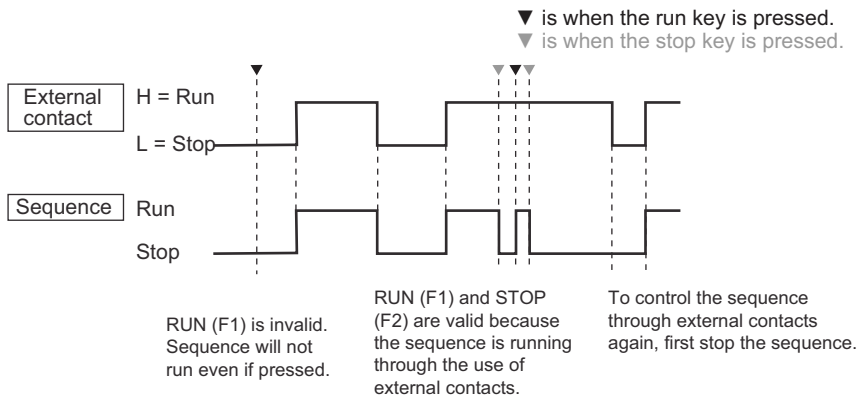 ▼ is when the run key is pressed.
▼ is when the stop key is pressed.
External
contact
H = Run
L = Stop
Sequence
Run
Stop
RUN (F1) is invalid.
Sequence will not
run even if pressed.
RUN (F1) and STOP
(F2) are valid because
the sequence is running
through the use of
external contacts.
To control the sequence
through external contacts
again, first stop the sequence.